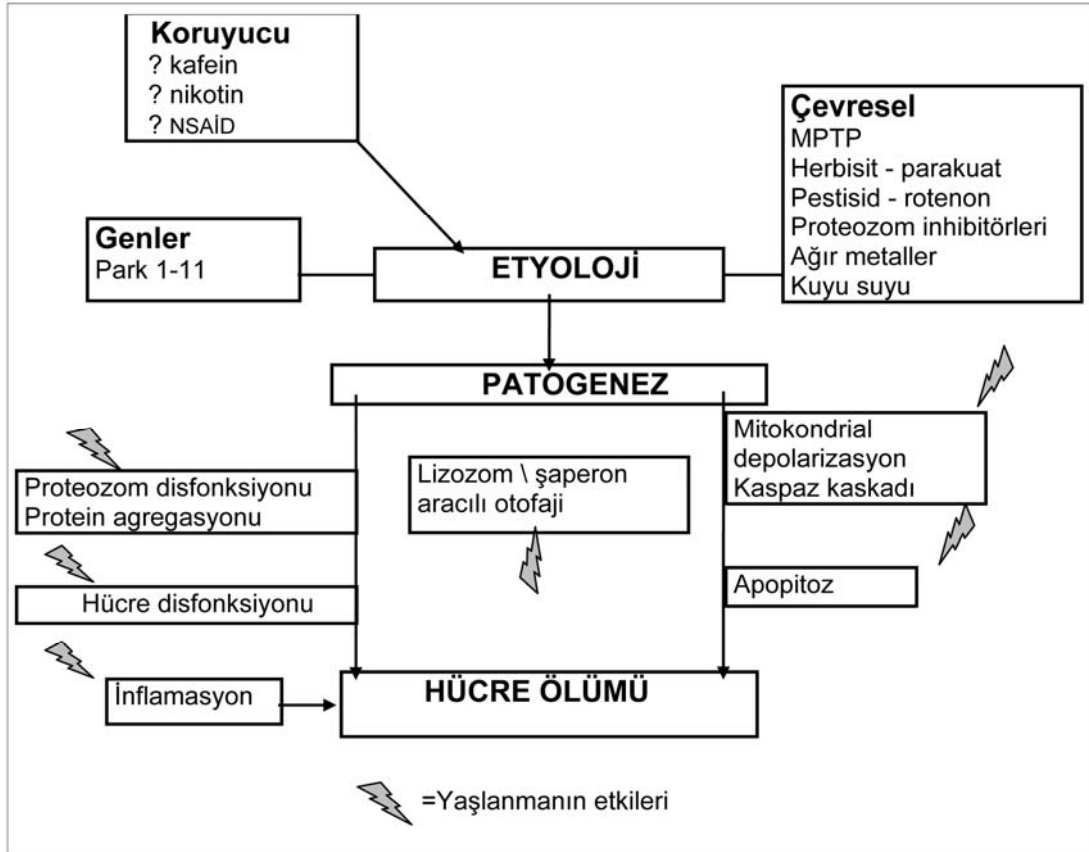 Koruyucu
? kafein
? nikotin
? NSAİD
Çevresel
MPTP
Herbisit - parakuat
Pestisid - rotenon
Proteozom inhibitörleri
Ağır metaller
Kuyu suyu
Genler
Park 1-11
ETYOLOJİ
PATOGENEZ
Proteozom disfonksiyonu
Protein agregasyonu
Lizozom \ şaperon
aracılı otofaji
Mitokondrial
depolarizasyon
Kaspaz kaskadı
Hücre disfonksiyonu
Apopitoz
İnflamasyon
HÜCRE ÖLÜMÜ
=Yaşlanmanın etkileri